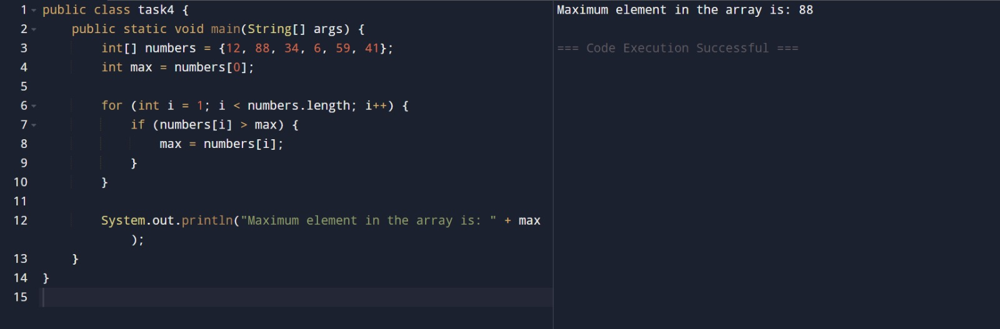 1 public class task4 {
2     public static void main(String[] args) {
3         int[] numbers = {12, 88, 34, 6, 59, 41};
4         int max = numbers[0];
5
6         for (int i = 1; i < numbers.length; i++) {
7             if (numbers[i] > max) {
8                 max = numbers[i];
9             }
10         }
11
12         System.out.println("Maximum element in the array is: " + max
            );
13     }
14 }
15
Maximum element in the array is: 88
=== Code Execution Successful ===